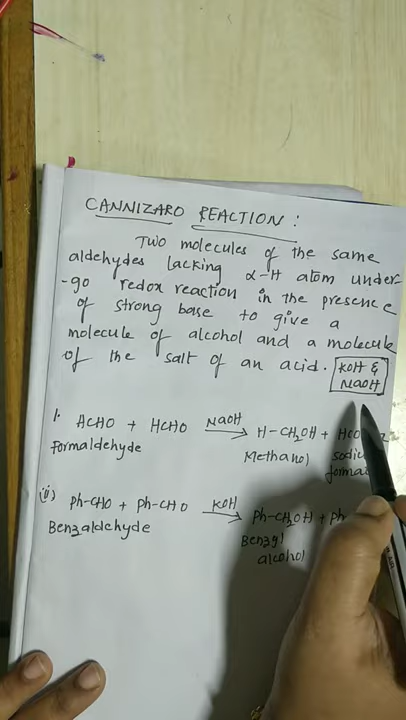 CANNIZARO REACTION :
Two molecules of the same
aldehydes lacking α-H atom under-
-go redox reaction in the presence
of strong base to give a
molecule of alcohol and a molecule
of the salt of an acid. KOH &
NaOH
1. HCHO + HCHO NaOH → H-CH2OH +
Formaldehyde Methanol
(ii) Ph-CHO + Ph-CHO KOH → Ph-CH2OH + Ph
Benzaldehyde Benzyl
alcohol